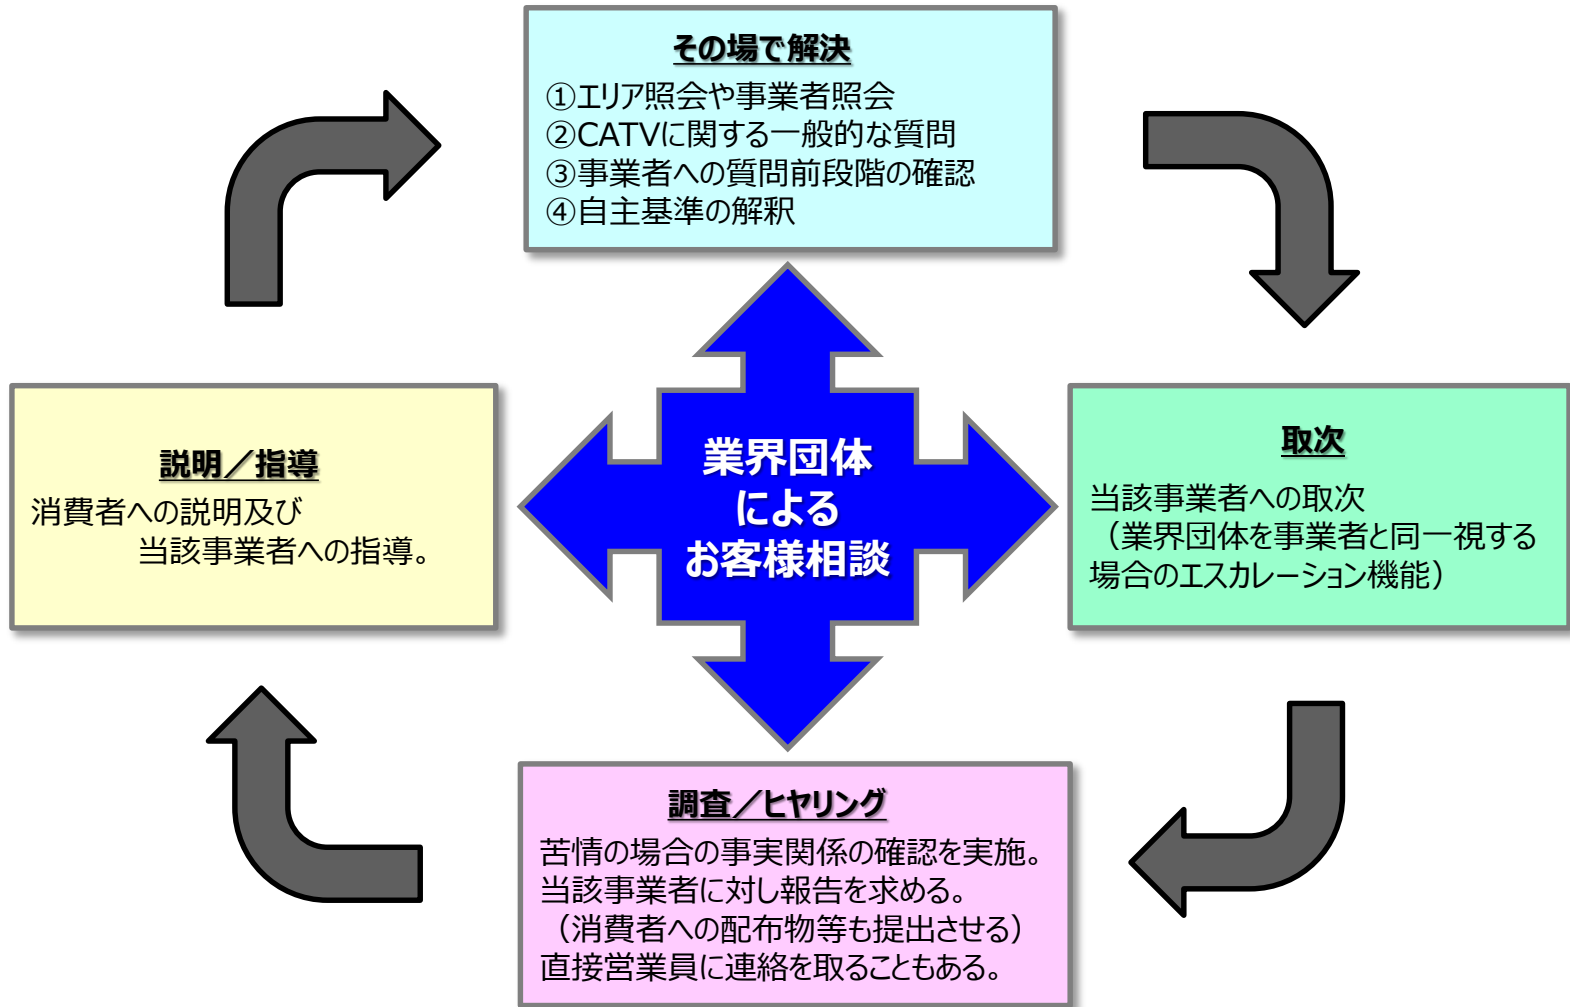 その場で解決
①エリア照会や事業者照会
②CATVに関する一般的な質問
③事業者への質問前段階の確認
④自主基準の解釈
説明／指導
消費者への説明及び
当該事業者への指導。
業界団体
による
お客様相談
取次
当該事業者への取次
（業界団体を事業者と同一視する
場合のエスカレーション機能）
調査／ヒヤリング
苦情の場合の事実関係の確認を実施。
当該事業者に対し報告を求める。
（消費者への配布物等も提出させる）
直接営業員に連絡を取ることもある。